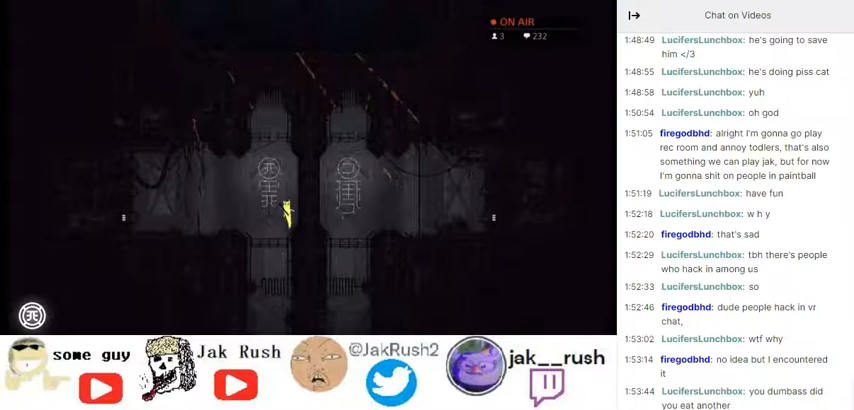 ON AIR
3 232
some guy
Jak Rush
@JakRush2
jak__rush
Chat on Videos
1:48:49 LucifersLunchbox: he's going to save
him </3
1:48:55 LucifersLunchbox: he's doing piss cat
1:48:58 LucifersLunchbox: yuh
1:50:54 LucifersLunchbox: oh god
1:51:05 firegodbhd: alright I'm gonna go play
rec room and annoy todlers, that's also
something we can play jak, but for now
I'm gonna shit on people in paintball
1:51:19 LucifersLunchbox: have fun
1:52:18 LucifersLunchbox: w h y
1:52:20 firegodbhd: that's sad
1:52:29 LucifersLunchbox: tbh there's people
who hack in among us
1:52:33 LucifersLunchbox: so
1:52:46 firegodbhd: dude people hack in vr
chat,
1:53:02 LucifersLunchbox: wtf why
1:53:14 firegodbhd: no idea but I encountered
it
1:53:44 LucifersLunchbox: you dumbass did
you eat another